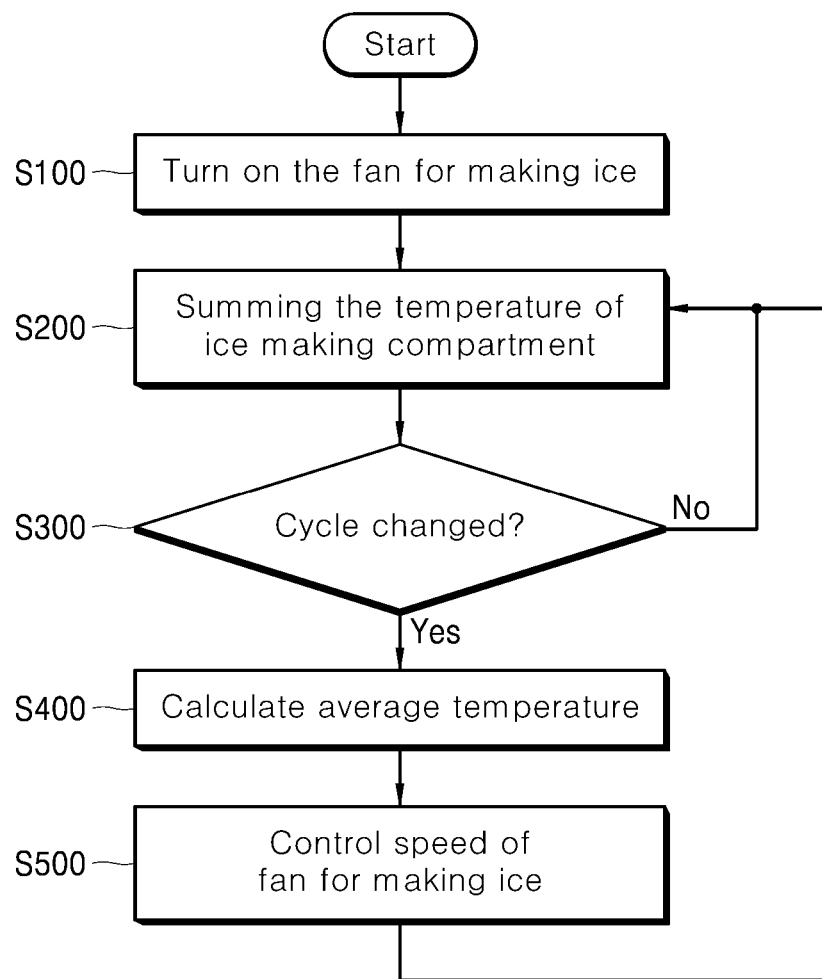 Start
S100
Turn on the fan for making ice
S200
Summing the temperature of
ice making compartment
S300
Cycle changed?
No
Yes
S400
Calculate average temperature
S500
Control speed of
fan for making ice